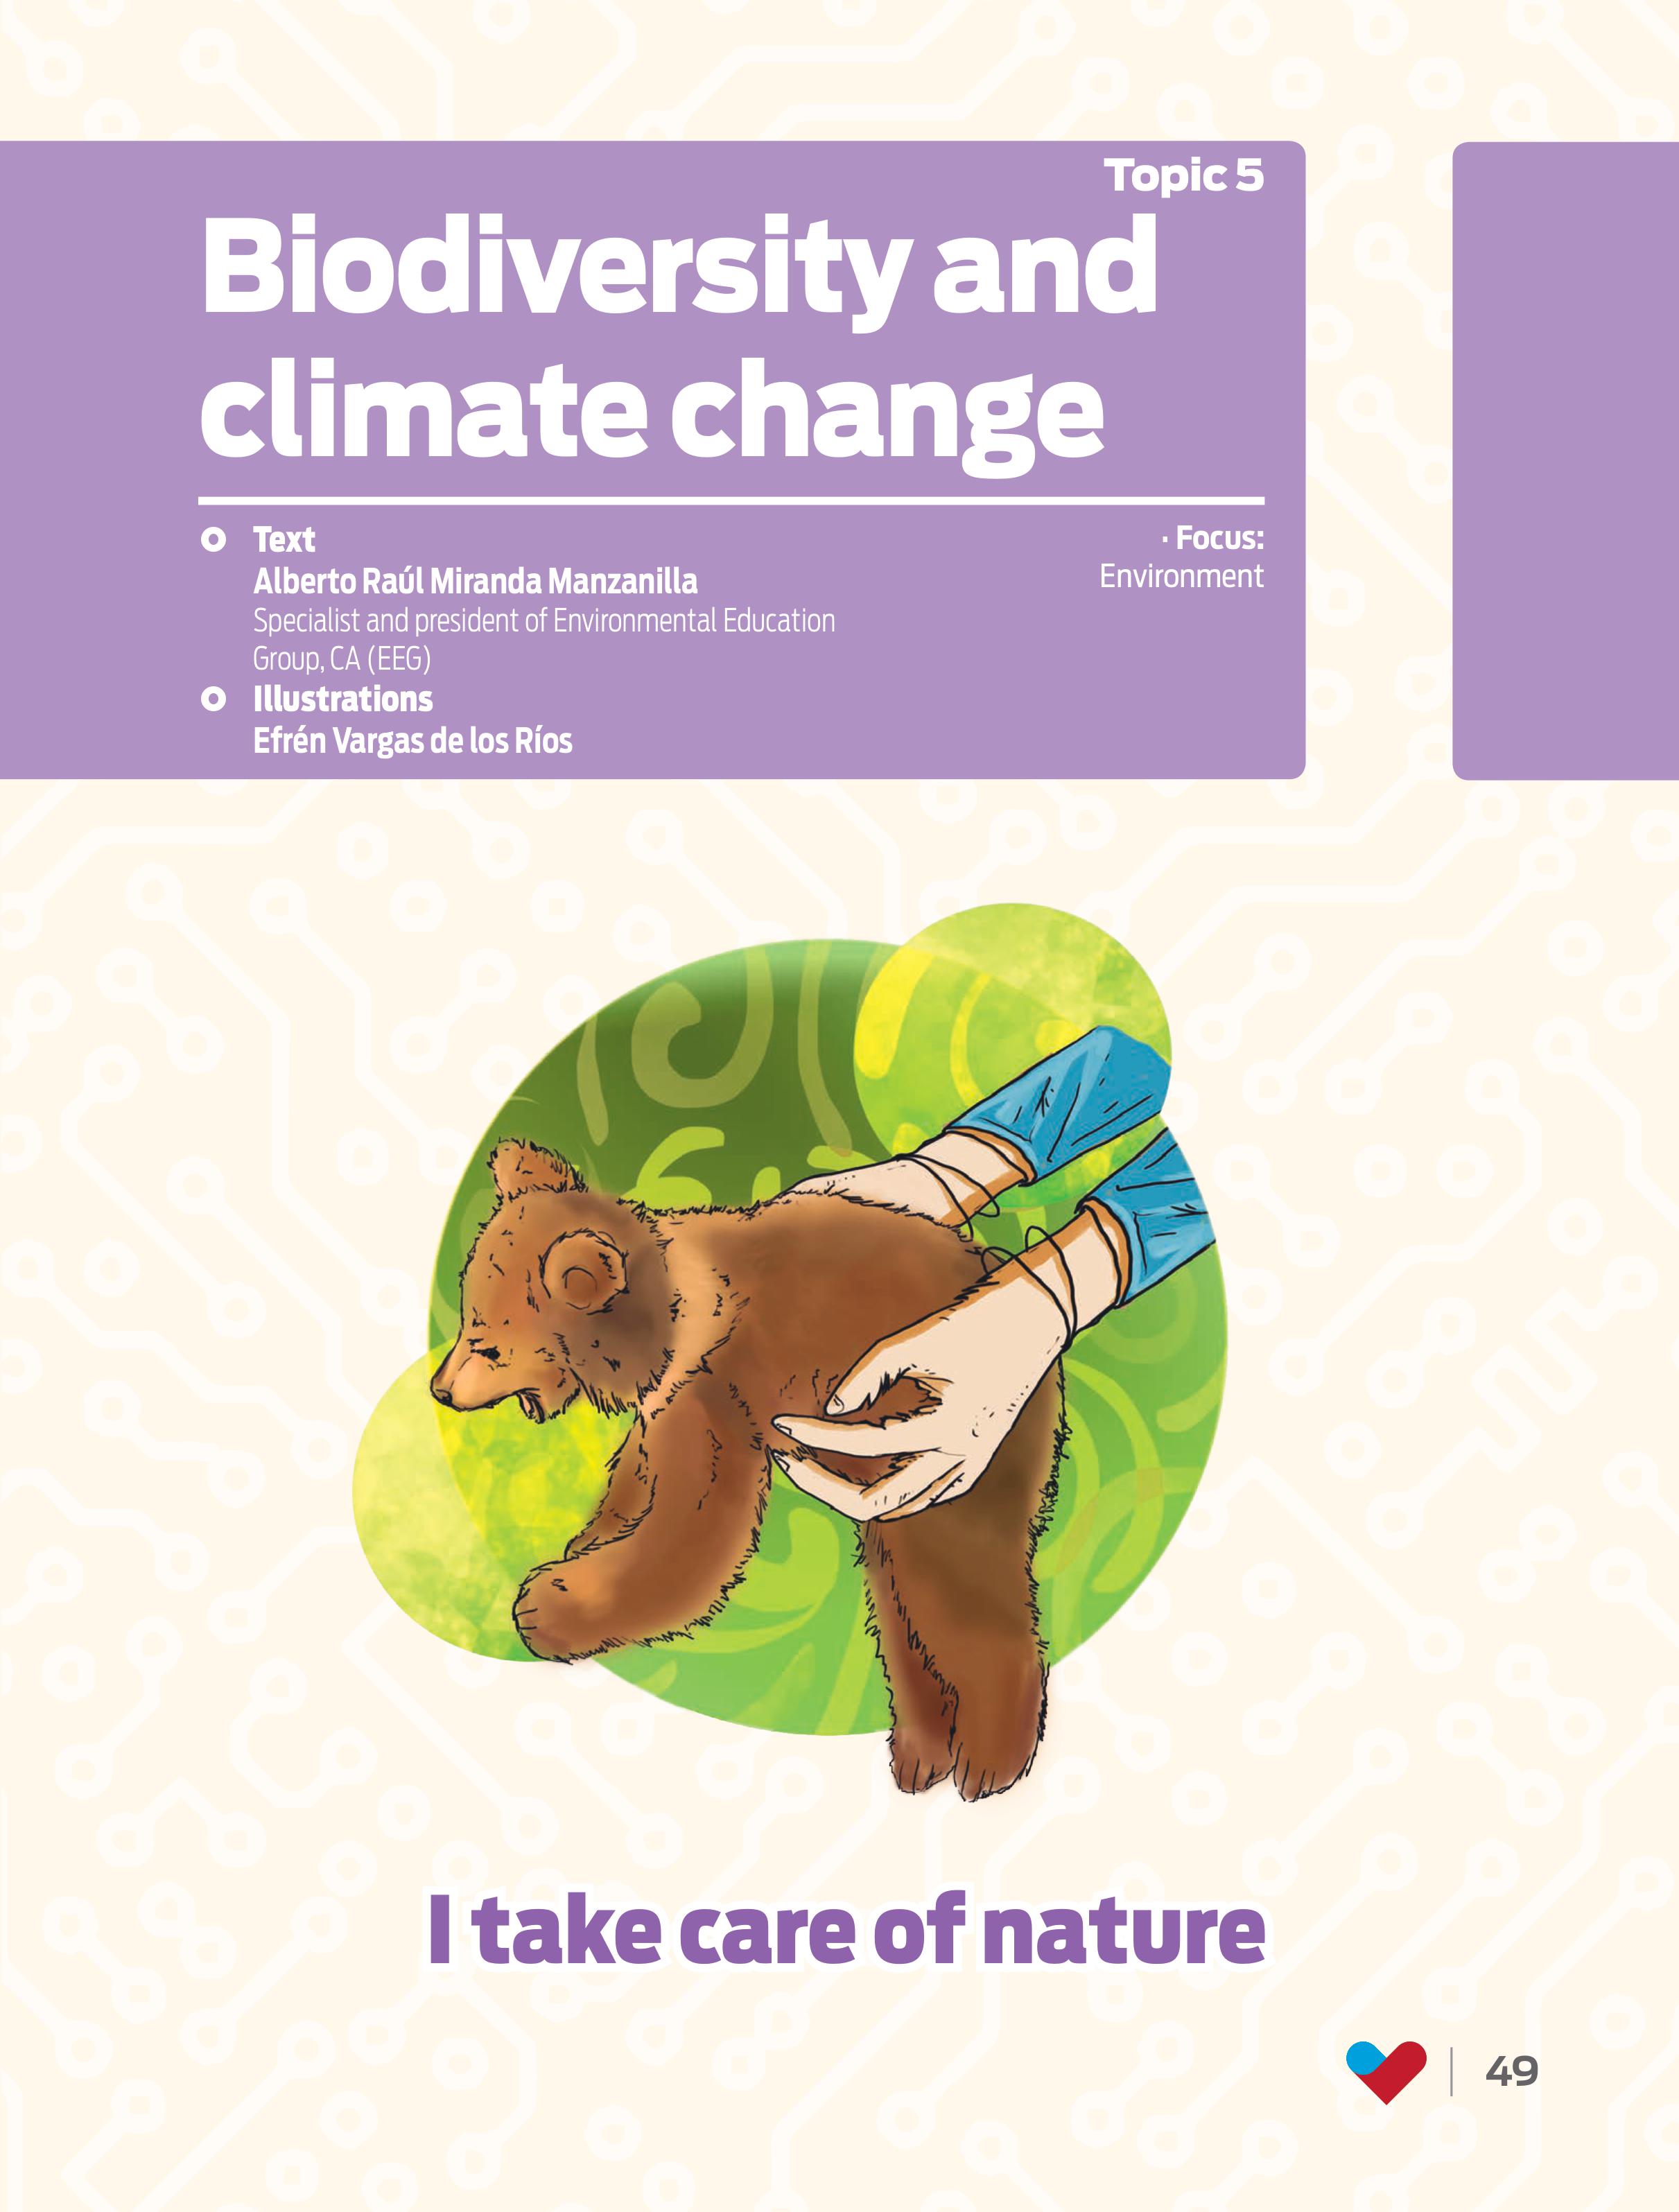 Topic 5
Biodiversity and
climate change
Text
Alberto Raúl Miranda Manzanilla
Specialist and president of Environmental Education
Group, CA (EEG)
Illustrations
Efrén Vargas de los Ríos
· Focus:
Environment
I take care of nature
49